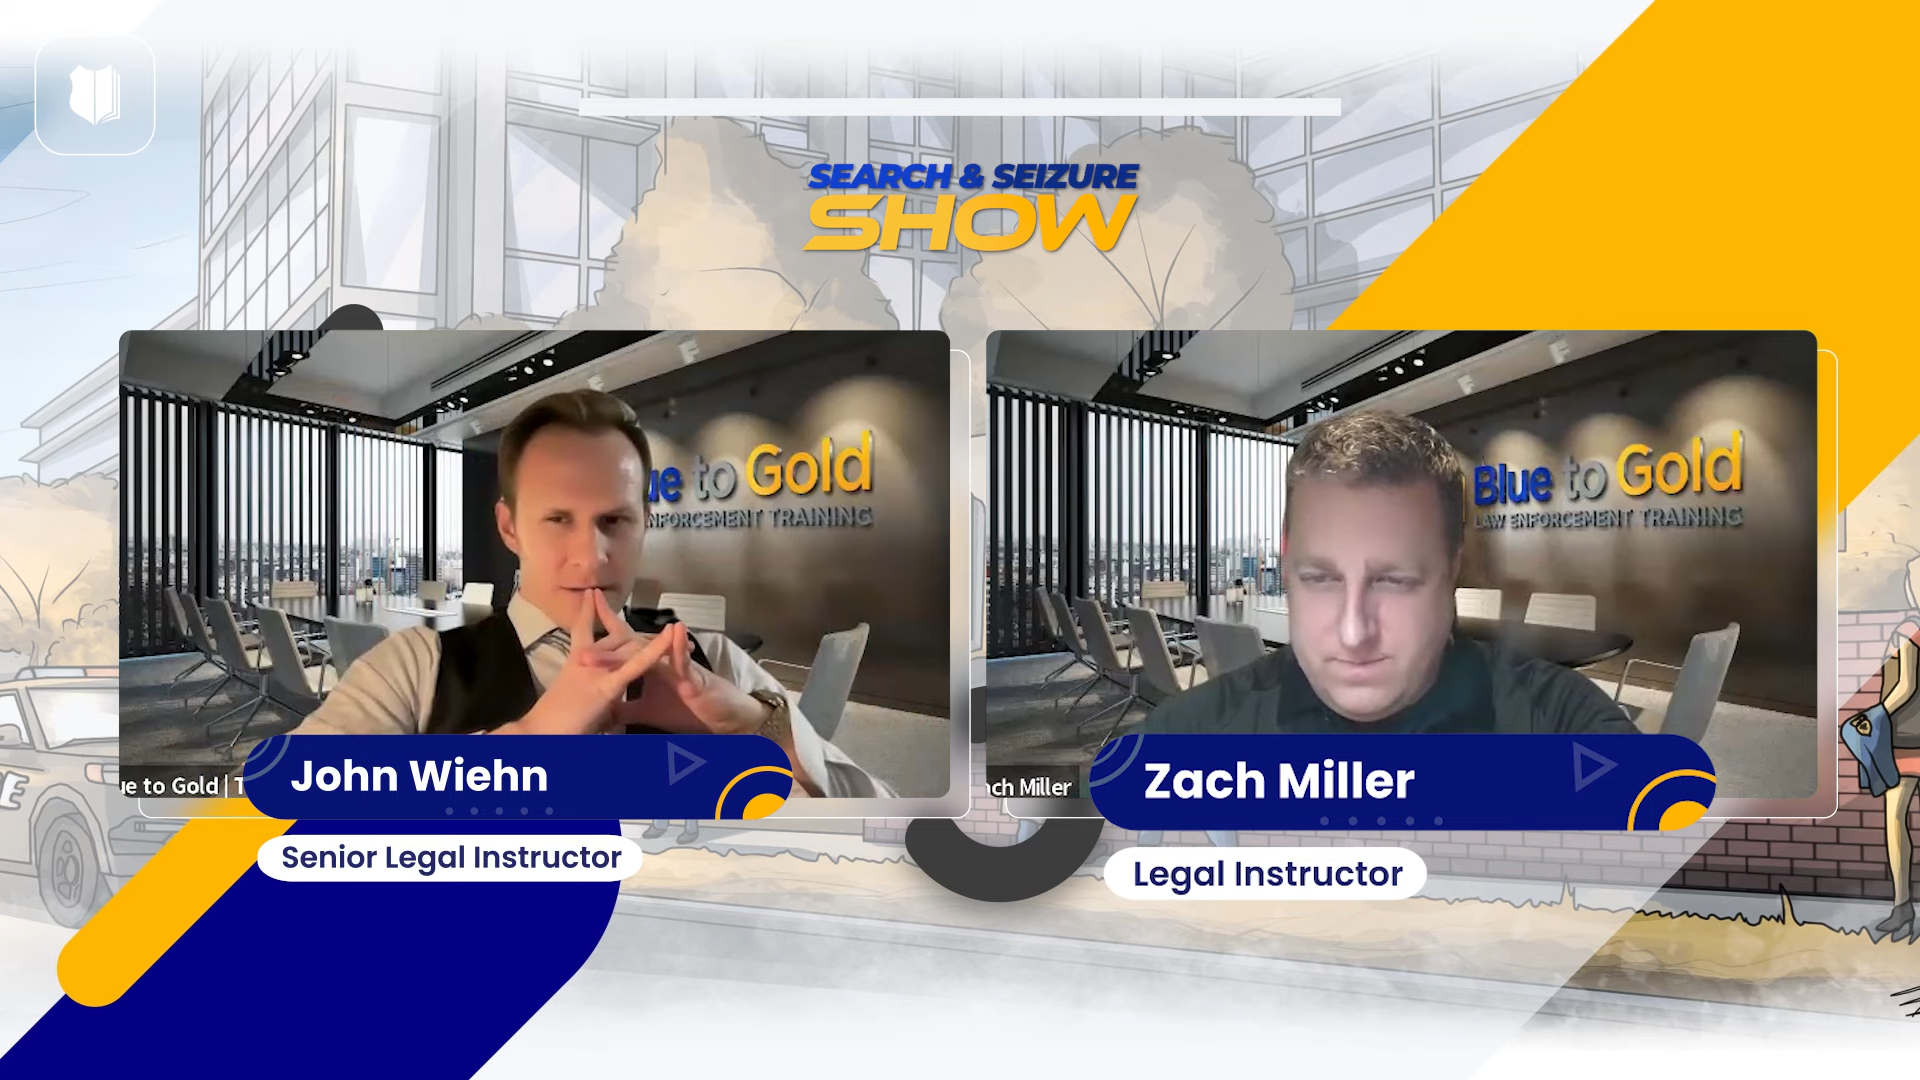 SEARCH & SEIZURE
SHOW
ue to Gold
NFORCEMENT TRAINING
Blue to Gold
LAW ENFORCEMENT TRAINING
ue to Gold | T
John Wiehn
Senior Legal Instructor
ach Miller
Zach Miller
Legal Instructor